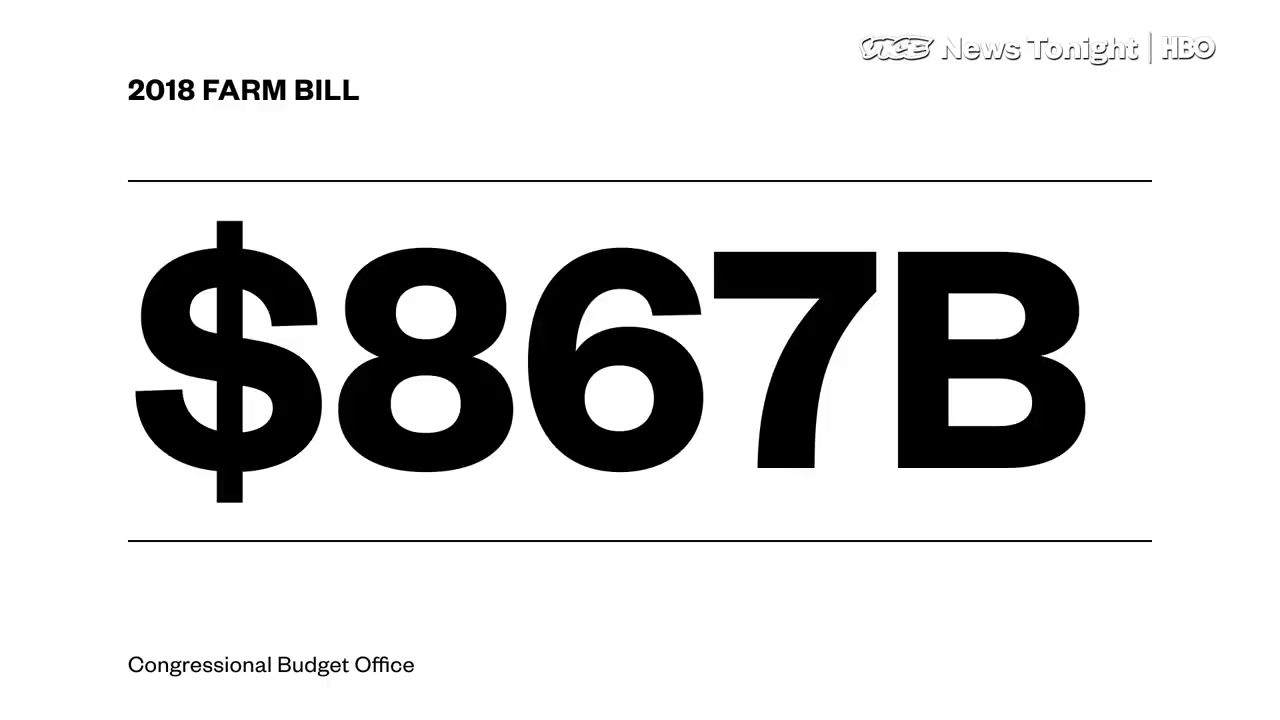 VICE News Tonight | HBO
2018 FARM BILL
$867B
Congressional Budget Office